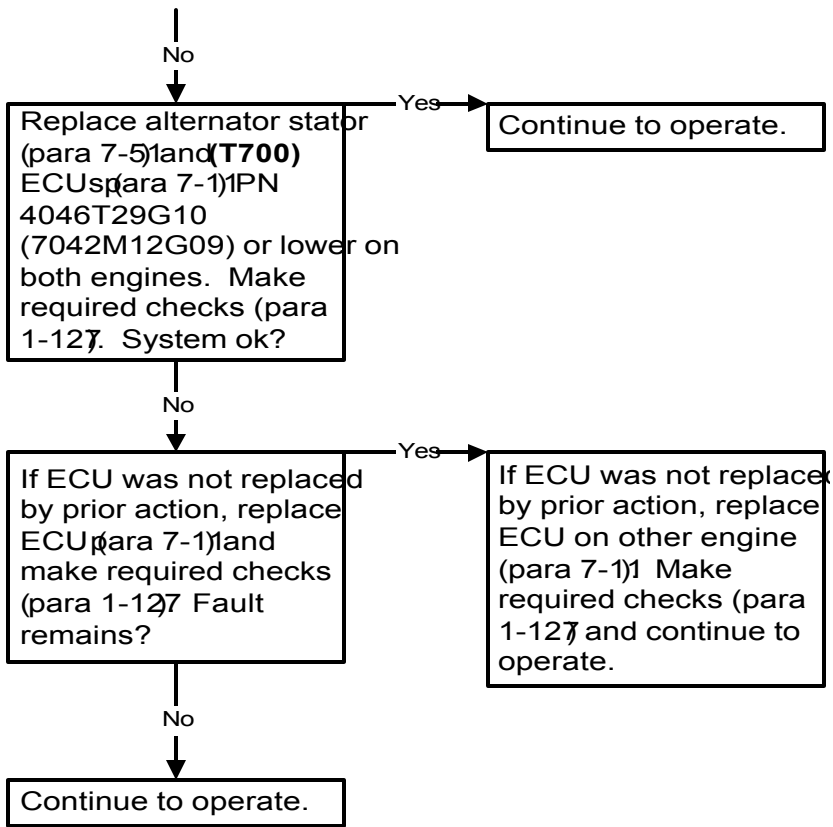 No
Replace alternator stator
(para 7-51) and (T700)
ECUs (para 7-11) PN
4046T29G10
(7042M12G09) or lower on
both engines. Make
required checks (para
1-127). System ok?
Yes
Continue to operate.
No
If ECU was not replaced
by prior action, replace
ECU (para 7-11) and
make required checks
(para 1-127). Fault
remains?
Yes
If ECU was not replaced
by prior action, replace
ECU on other engine
(para 7-11). Make
required checks (para
1-127) and continue to
operate.
No
Continue to operate.